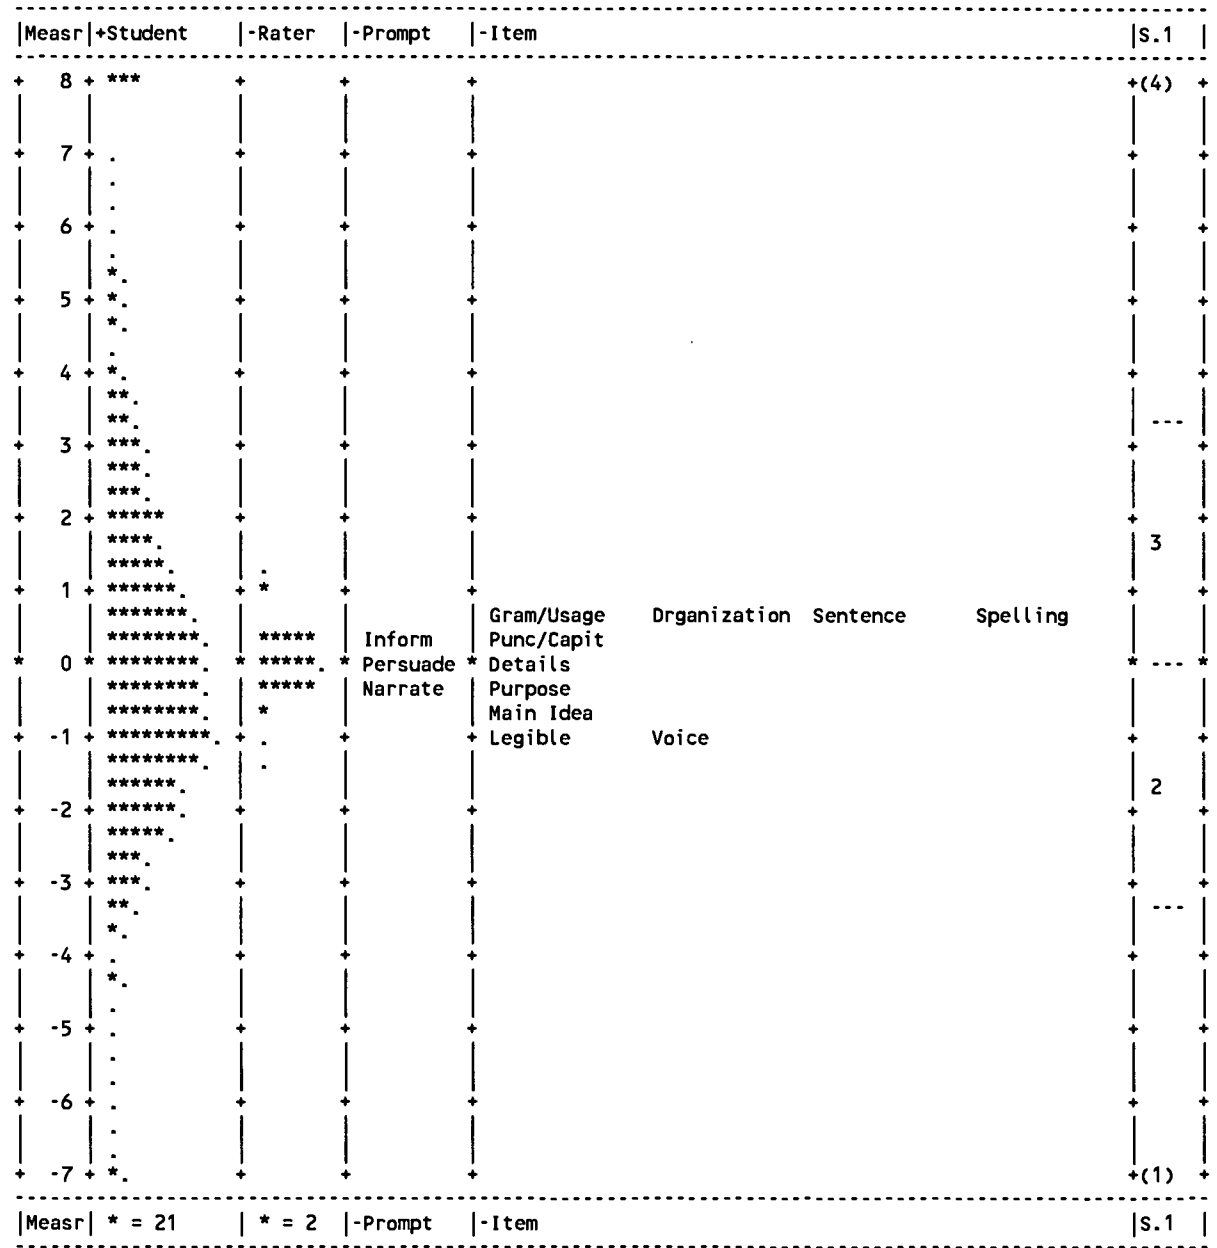 |Measr|+Student |-Rater |-Prompt |-Item |S.1 |
+ 8 + *** + + + +(4) +
+ 7 + . + + + + +
.
.
+ 6 + . + + + + +
.
*.
+ 5 + *. + + + + +
*.
.
+ 4 + *. + + + + +
**.
**. ---
+ 3 + ***. + + + + +
***.
***.
+ 2 + ***** + + + + +
****. 3
*****. .
+ 1 + ******. + * + + + +
*******. Gram/Usage Drganization Sentence Spelling
********. ***** Inform Punc/Capit
* 0 * ********. * *****. * Persuade * Details * --- *
********. ***** Narrate Purpose
********. * Main Idea
+ -1 + *********. + . + + Legible Voice + +
********. .
******. 2
+ -2 + ******. + + + + +
*****.
***.
+ -3 + ***. + + + + +
**. ---
*.
+ -4 + . + + + + +
*.
.
+ -5 + . + + + + +
.
.
+ -6 + . + + + + +
.
.
+ -7 + *. + + + +(1) +
|Measr| * = 21 | * = 2 |-Prompt |-Item |S.1 |